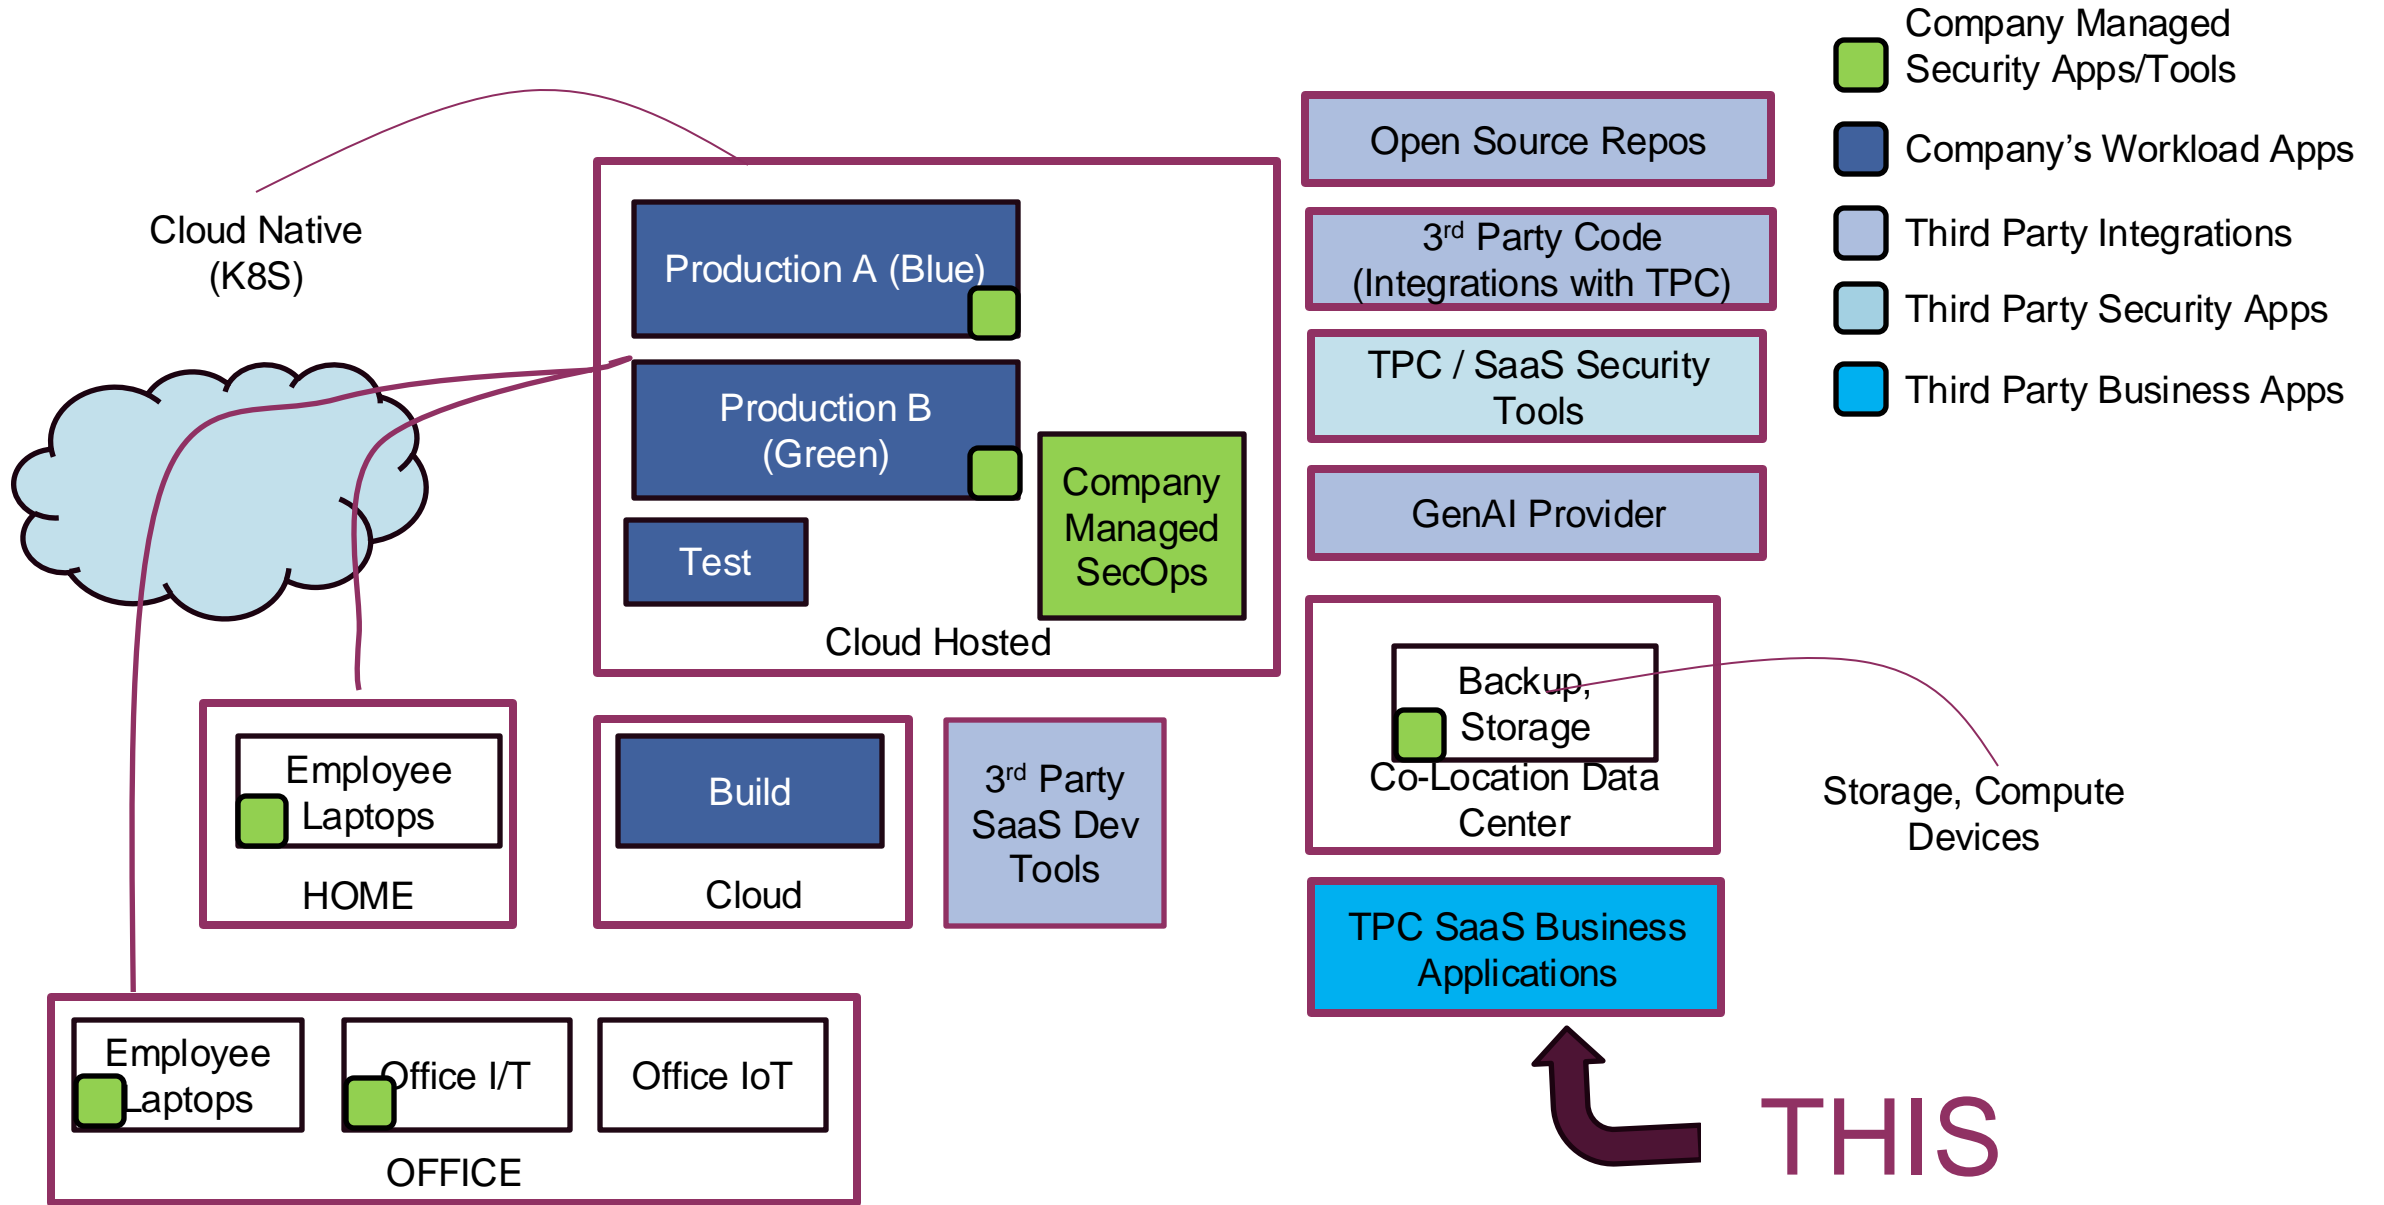 Company Managed
Security Apps/Tools
Company’s Workload Apps
Third Party Integrations
Third Party Security Apps
Third Party Business Apps
Cloud Native
(K8S)
Production A (Blue)
Production B
(Green)
Test
Company
Managed
SecOps
Cloud Hosted
Open Source Repos
3rd Party Code
(Integrations with TPC)
TPC / SaaS Security
Tools
GenAI Provider
Backup,
Storage
Co-Location Data
Center
Storage, Compute
Devices
Employee
Laptops
HOME
Build
Cloud
3rd Party
SaaS Dev
Tools
TPC SaaS Business
Applications
Employee
Laptops
Office I/T
Office IoT
OFFICE
THIS